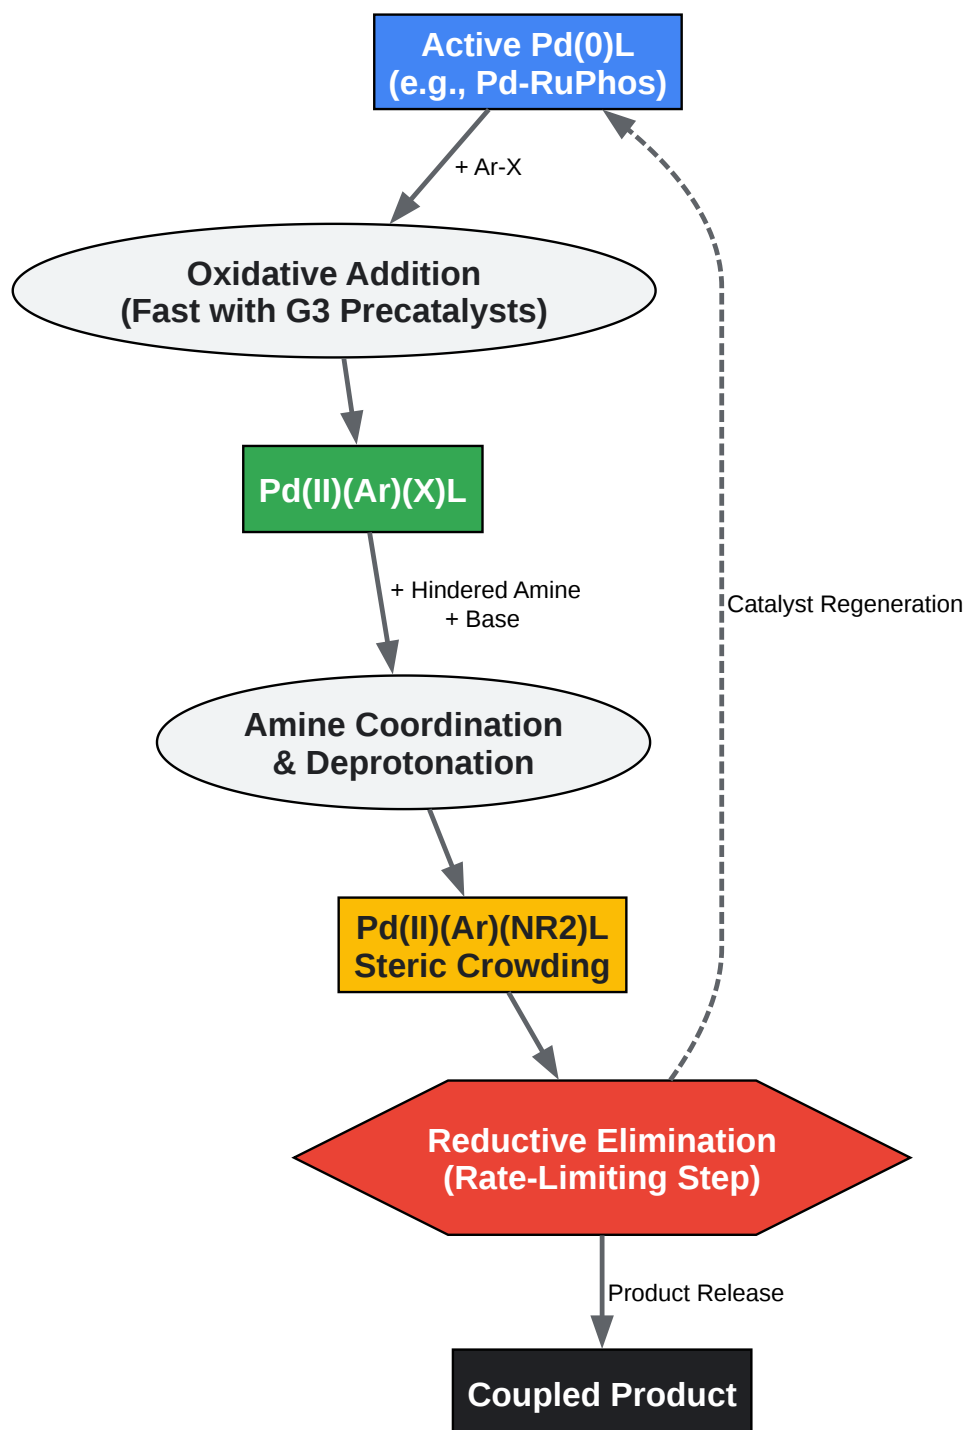 Active Pd(0)L
(e.g., Pd-RuPhos)
+ Ar-X
Oxidative Addition
(Fast with G3 Precatalysts)
Pd(II)(Ar)(X)L
+ Hindered Amine
+ Base
Catalyst Regeneration
Amine Coordination
& Deprotonation
Pd(II)(Ar)(NR2)L
Steric Crowding
Reductive Elimination
(Rate-Limiting Step)
Product Release
Coupled Product